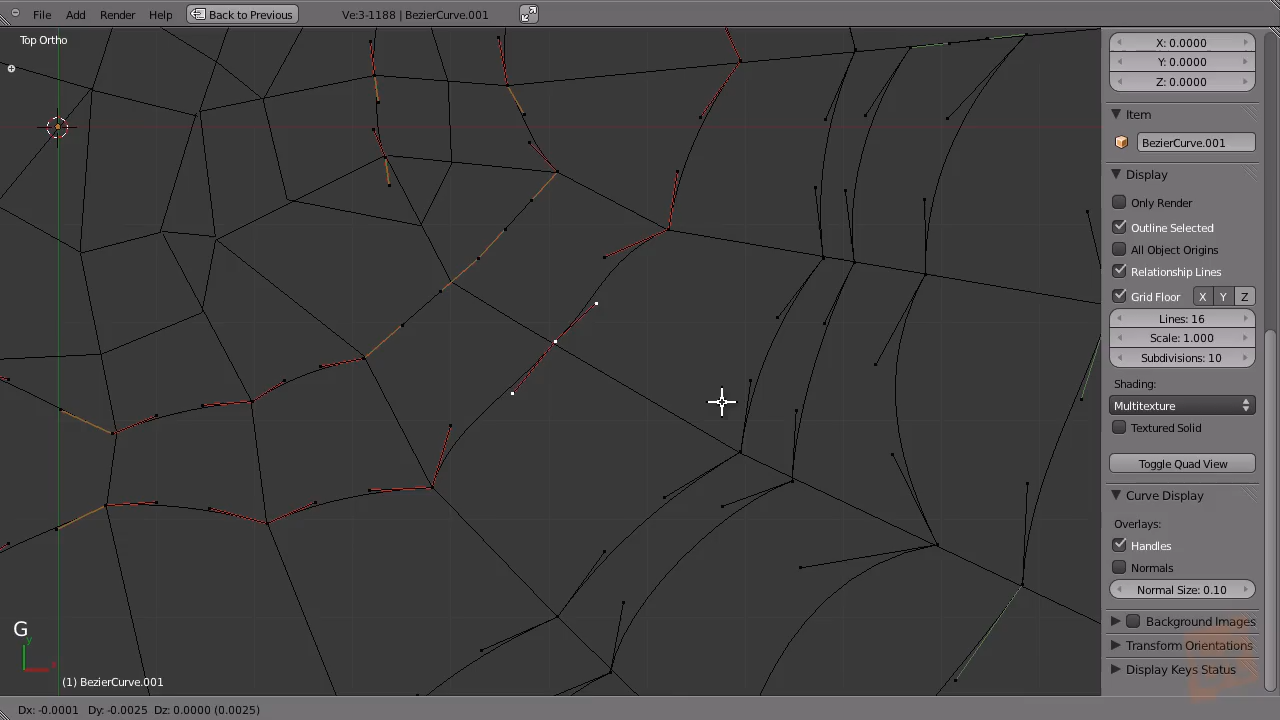 File Add Render Help Back to Previous Ve:3-1188 | BezierCurve.001
Top Ortho
X: 0.0000
Y: 0.0000
Z: 0.0000
Item
BezierCurve.001
Display
Only Render
Outline Selected
All Object Origins
Relationship Lines
Grid Floor X Y Z
Lines: 16
Scale: 1.000
Subdivisions: 10
Shading:
Multitexture
Textured Solid
Toggle Quad View
Curve Display
Overlays:
Handles
Normals
Normal Size: 0.10
Background Images
Transform Orientations
Display Keys Status
G
y
x
(1) BezierCurve.001
Dx: -0.0001 Dy: -0.0025 Dz: 0.0000 (0.0025)